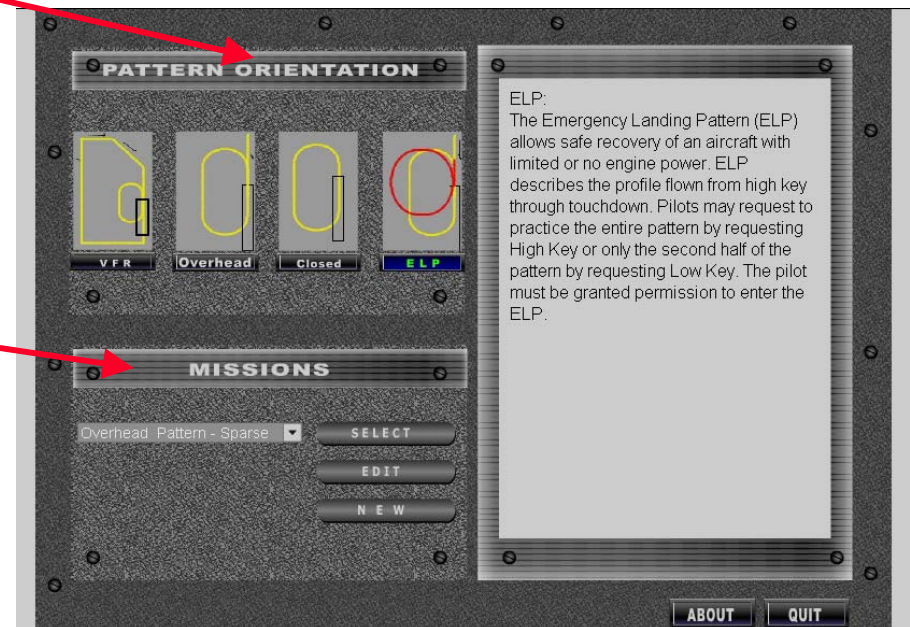 PATTERN ORIENTATION
VFR
Overhead
Closed
ELP
MISSIONS
Overhead Pattern - Sparse
SELECT
EDIT
NEW
ELP:
The Emergency Landing Pattern (ELP)
allows safe recovery of an aircraft with
limited or no engine power. ELP
describes the profile flown from high key
through touchdown. Pilots may request to
practice the entire pattern by requesting
High Key or only the second half of the
pattern by requesting Low Key. The pilot
must be granted permission to enter the
ELP.
ABOUT
QUIT